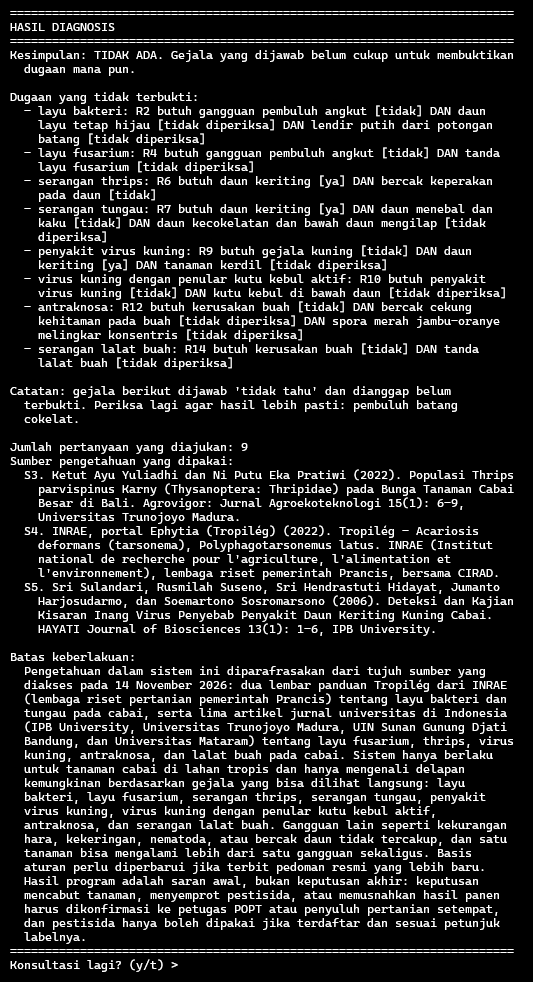 ========================================================================
HASIL DIAGNOSIS
========================================================================
Kesimpulan: TIDAK ADA. Gejala yang dijawab belum cukup untuk membuktikan
dugaan mana pun.
Dugaan yang tidak terbukti:
- layu bakteri: R2 butuh gangguan pembuluh angkut [tidak] DAN daun
layu tetap hijau [tidak diperiksa] DAN lendir putih dari potongan
batang [tidak diperiksa]
- layu fusarium: R4 butuh gangguan pembuluh angkut [tidak] DAN tanda
layu fusarium [tidak diperiksa]
- serangan thrips: R6 butuh daun keriting [ya] DAN bercak keperakan
pada daun [tidak]
- serangan tungau: R7 butuh daun keriting [ya] DAN daun menebal dan
kaku [tidak] DAN daun kecokelatan dan bawah daun mengilap [tidak
diperiksa]
- penyakit virus kuning: R9 butuh gejala kuning [tidak] DAN daun
keriting [ya] DAN tanaman kerdil [tidak diperiksa]
- virus kuning dengan penular kutu kebul aktif: R10 butuh penyakit
virus kuning [tidak] DAN kutu kebul di bawah daun [tidak diperiksa]
- antraknosa: R12 butuh kerusakan buah [tidak] DAN bercak cekung
kehitaman pada buah [tidak diperiksa] DAN spora merah jambu-oranye
melingkar konsentris [tidak diperiksa]
- serangan lalat buah: R14 butuh kerusakan buah [tidak] DAN tanda
lalat buah [tidak diperiksa]
Catatan: gejala berikut dijawab 'tidak tahu' dan dianggap belum
terbukti. Periksa lagi agar hasil lebih pasti: pembuluh batang
cokelat.
Jumlah pertanyaan yang diajukan: 9
Sumber pengetahuan yang dipakai:
S3. Ketut Ayu Yuliadhi dan Ni Putu Eka Pratiwi (2022). Populasi Thrips
parvispinus Karny (Thysanoptera: Thripidae) pada Bunga Tanaman Cabai
Besar di Bali. Agrovigor: Jurnal Agroekoteknologi 15(1): 6-9,
Universitas Trunojoyo Madura.
S4. INRAE, portal Ephytia (Tropilég) (2022). Tropilég - Acariosis
deformans (tarsonema), Polyphagotarsonemus latus. INRAE (Institut
national de recherche pour l'agriculture, l'alimentation et
l'environnement), lembaga riset pemerintah Prancis, bersama CIRAD.
S5. Sri Sulandari, Rusmilah Suseno, Sri Hendrastuti Hidayat, Jumanto
Harjosudarmo, dan Soemartono Sosromarsono (2006). Deteksi dan Kajian
Kisaran Inang Virus Penyebab Penyakit Daun Keriting Kuning Cabai.
HAYATI Journal of Biosciences 13(1): 1-6, IPB University.
Batas keberlakuan:
Pengetahuan dalam sistem ini diparafrasakan dari tujuh sumber yang
diakses pada 14 November 2026: dua lembar panduan Tropilég dari INRAE
(lembaga riset pertanian pemerintah Prancis) tentang layu bakteri dan
tungau pada cabai, serta lima artikel jurnal universitas di Indonesia
(IPB University, Universitas Trunojoyo Madura, UIN Sunan Gunung Djati
Bandung, dan Universitas Mataram) tentang layu fusarium, thrips, virus
kuning, antraknosa, dan lalat buah pada cabai. Sistem hanya berlaku
untuk tanaman cabai di lahan tropis dan hanya mengenali delapan
kemungkinan berdasarkan gejala yang bisa dilihat langsung: layu
bakteri, layu fusarium, serangan thrips, serangan tungau, penyakit
virus kuning, virus kuning dengan penular kutu kebul aktif,
antraknosa, dan serangan lalat buah. Gangguan lain seperti kekurangan
hara, kekeringan, nematoda, atau bercak daun tidak tercakup, dan satu
tanaman bisa mengalami lebih dari satu gangguan sekaligus. Basis
aturan perlu diperbarui jika terbit pedoman resmi yang lebih baru.
Hasil program adalah saran awal, bukan keputusan akhir: keputusan
mencabut tanaman, menyemprot pestisida, atau memusnahkan hasil panen
harus dikonfirmasi ke petugas POPT atau penyuluh pertanian setempat,
dan pestisida hanya boleh dipakai jika terdaftar dan sesuai petunjuk
labelnya.
========================================================================
Konsultasi lagi? (y/t) >